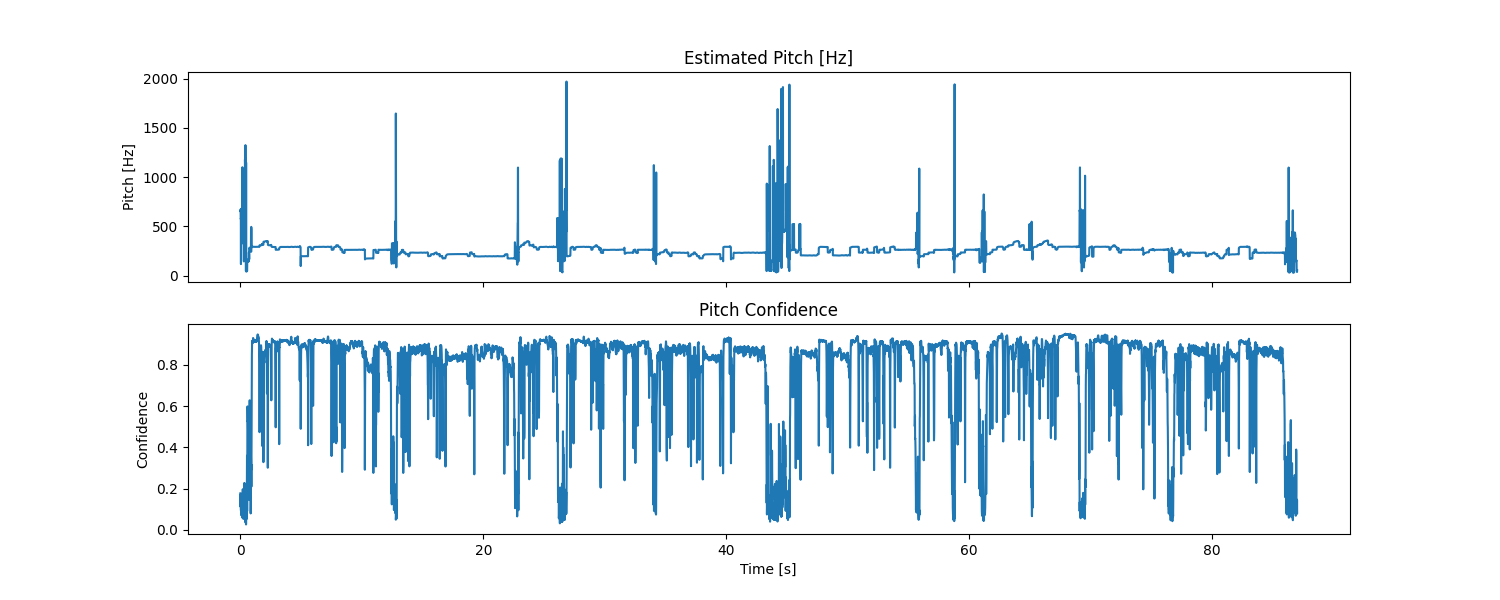 Estimated Pitch [Hz]
2000
1500
1000
500
0
Pitch [Hz]
Pitch Confidence
0.8
0.6
0.4
0.2
0.0
Confidence
0 20 40 60 80
Time [s]